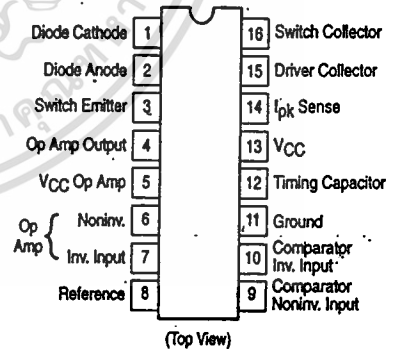 Diode Cathode 1
Diode Anode 2
Switch Emitter 3
Op Amp Output 4
VCC Op Amp 5
Op Amp { Noninv. 6
Inv. Input 7
Reference 8
16 Switch Collector
15 Driver Collector
14 Ipk Sense
13 VCC
12 Timing Capacitor
11 Ground
10 Comparator Inv. Input
9 Comparator Noninv. Input
(Top View)